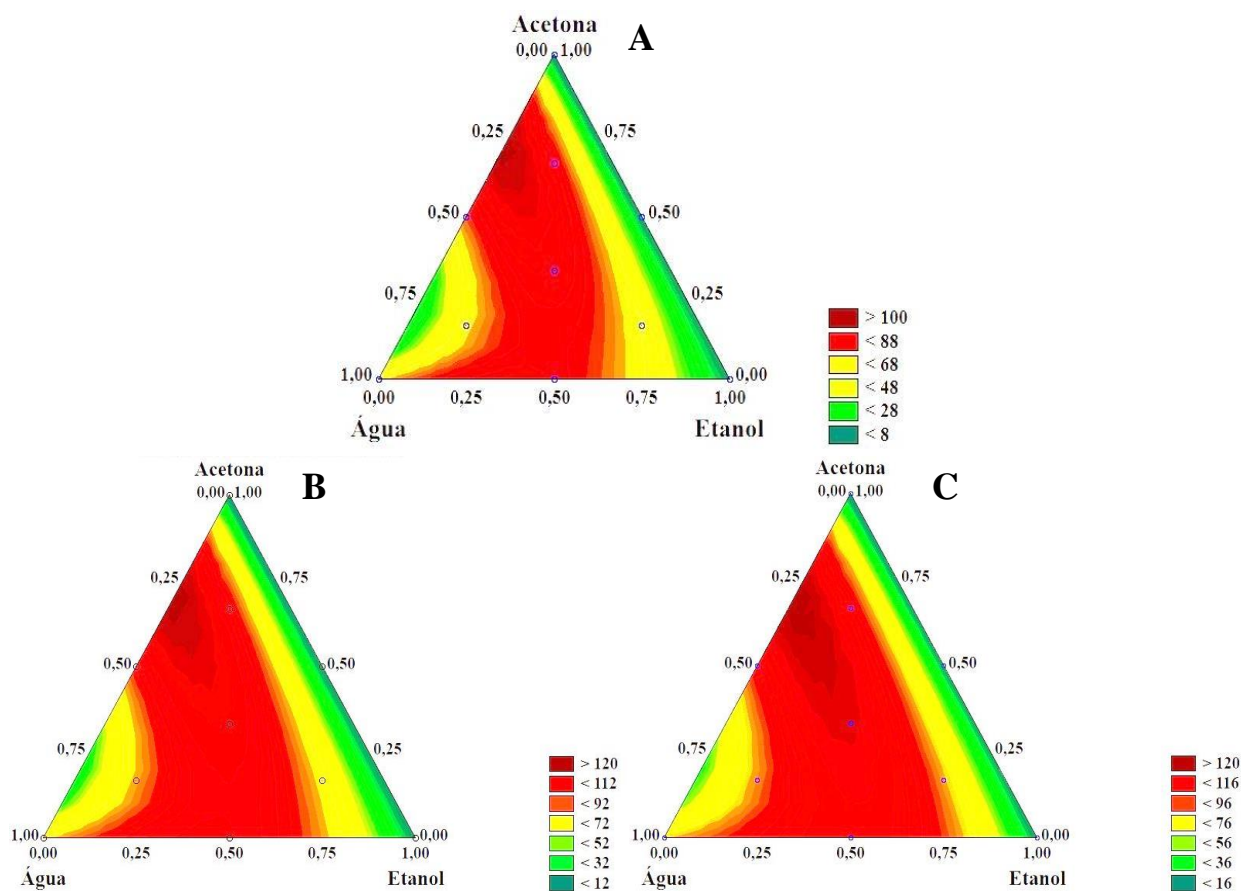 Acetona
A
0,00 1,00
0,25 0,75
0,50 0,50
0,75 0,25
1,00 0,00
0,00 0,25 0,50 0,75 1,00
Água Etanol
> 100
< 88
< 68
< 48
< 28
< 8
Acetona
B
0,00 1,00
0,25 0,75
0,50 0,50
0,75 0,25
1,00 0,00
0,00 0,25 0,50 0,75 1,00
Água Etanol
> 120
< 112
< 92
< 72
< 52
< 32
< 12
Acetona
C
0,00 1,00
0,25 0,75
0,50 0,50
0,75 0,25
1,00 0,00
0,00 0,25 0,50 0,75 1,00
Água Etanol
> 120
< 116
< 96
< 76
< 56
< 36
< 16